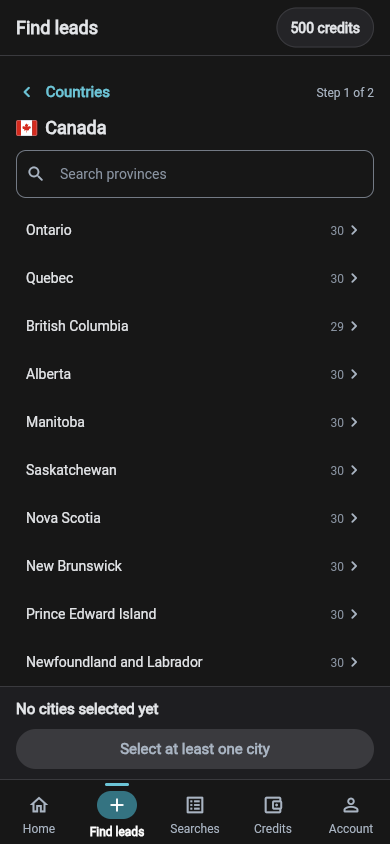 Find leads
500 credits
Countries
Step 1 of 2
Canada
Search provinces
Ontario 30
Quebec 30
British Columbia 29
Alberta 30
Manitoba 30
Saskatchewan 30
Nova Scotia 30
New Brunswick 30
Prince Edward Island 30
Newfoundland and Labrador 30
No cities selected yet
Select at least one city
Home
Find leads
Searches
Credits
Account